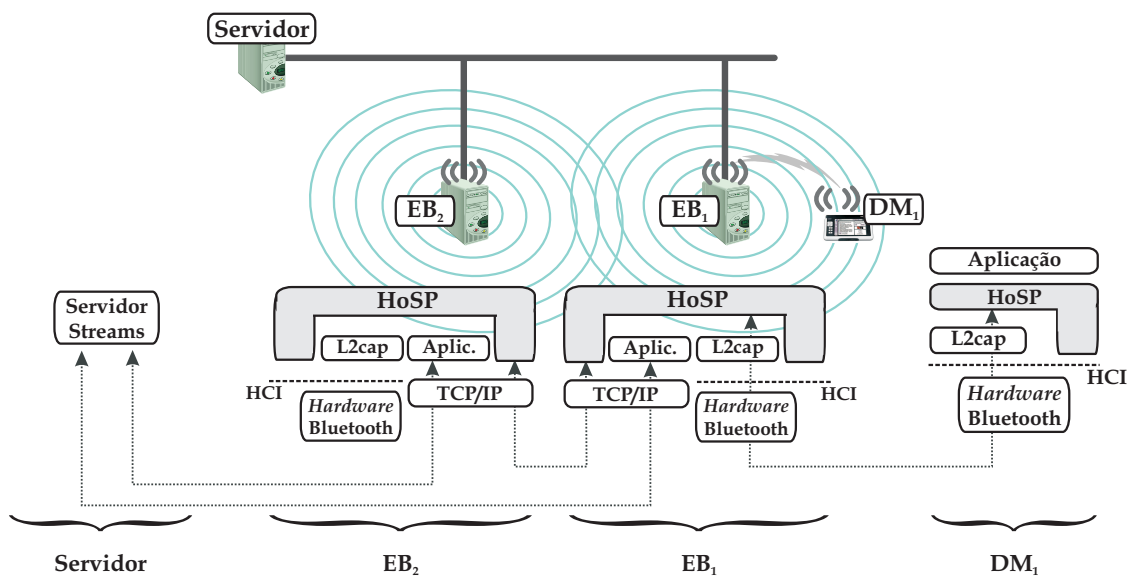 Servidor
EB₂
EB₁
DM₁
Aplicação
HoSP
HoSP
HoSP
Servidor
Streams
L2cap
Aplic.
Aplic.
L2cap
L2cap
HCI
TCP/IP
TCP/IP
HCI
HCI
Hardware
Bluetooth
Hardware
Bluetooth
Hardware
Bluetooth
Servidor
EB₂
EB₁
DM₁